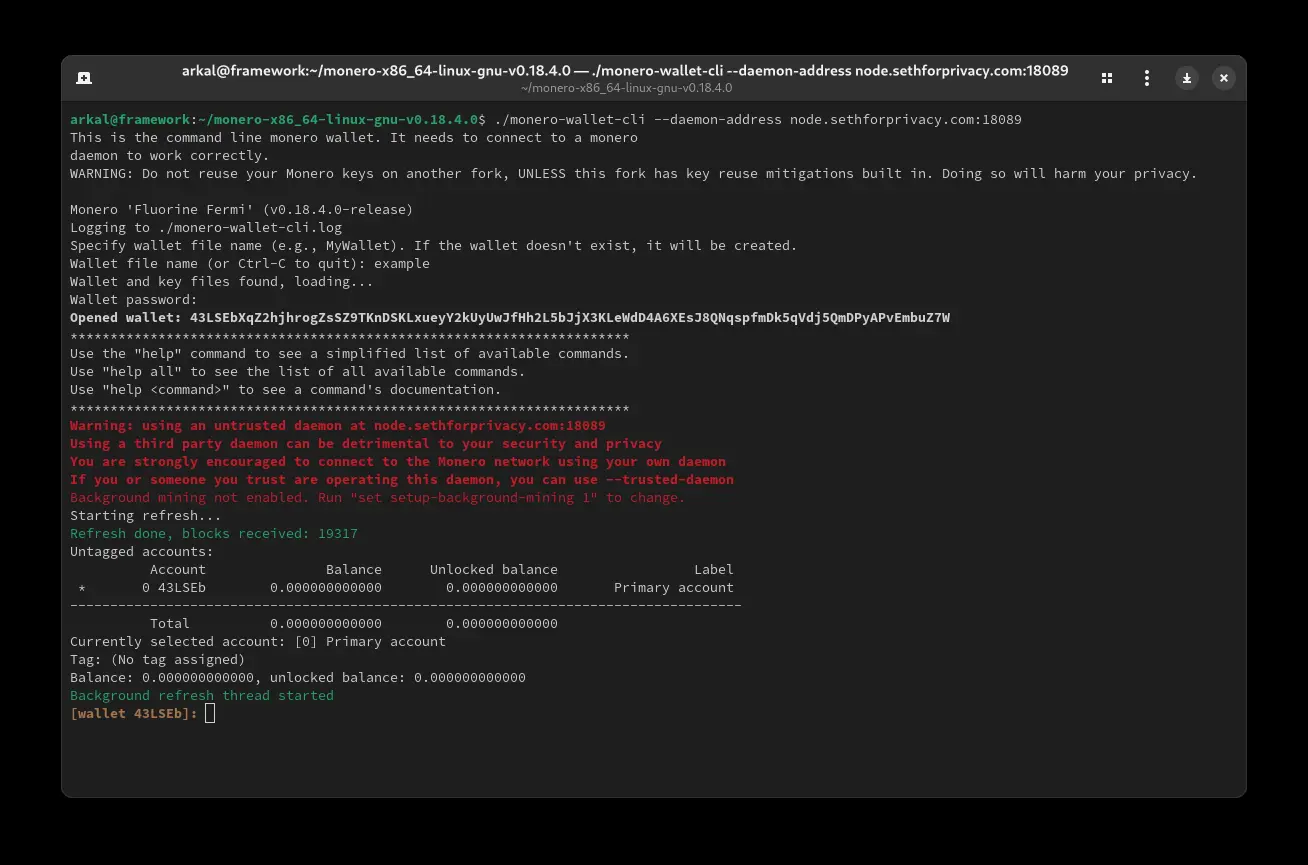 arkal@framework:~/monero-x86_64-linux-gnu-v0.18.4.0 — ./monero-wallet-cli --daemon-address node.sethforprivacy.com:18089
~/monero-x86_64-linux-gnu-v0.18.4.0
arkal@framework:~/monero-x86_64-linux-gnu-v0.18.4.0$ ./monero-wallet-cli --daemon-address node.sethforprivacy.com:18089
This is the command line monero wallet. It needs to connect to a monero
daemon to work correctly.
WARNING: Do not reuse your Monero keys on another fork, UNLESS this fork has key reuse mitigations built in. Doing so will harm your privacy.
Monero 'Fluorine Fermi' (v0.18.4.0-release)
Logging to ./monero-wallet-cli.log
Specify wallet file name (e.g., MyWallet). If the wallet doesn't exist, it will be created.
Wallet file name (or Ctrl-C to quit): example
Wallet and key files found, loading...
Wallet password:
Opened wallet: 43LSEbXqZ2hjhrogZsSZ9TKnDSKLxueyY2kUyUwJfHh2L5bJjX3KLeWdD4A6XEsJ8QNqspfmDk5qVdj5QmDPyAPvEmbuZ7W
**********************************************************************
Use the "help" command to see a simplified list of available commands.
Use "help all" to see the list of all available commands.
Use "help <command>" to see a command's documentation.
**********************************************************************
Warning: using an untrusted daemon at node.sethforprivacy.com:18089
Using a third party daemon can be detrimental to your security and privacy
You are strongly encouraged to connect to the Monero network using your own daemon
If you or someone you trust are operating this daemon, you can use --trusted-daemon
Background mining not enabled. Run "set setup-background-mining 1" to change.
Starting refresh...
Refresh done, blocks received: 19317
Untagged accounts:
Account Balance Unlocked balance Label
* 0 43LSEb 0.000000000000 0.000000000000 Primary account
------------------------------------------------------------------------------------
Total 0.000000000000 0.000000000000
Currently selected account: [0] Primary account
Tag: (No tag assigned)
Balance: 0.000000000000, unlocked balance: 0.000000000000
Background refresh thread started
[wallet 43LSEb]: